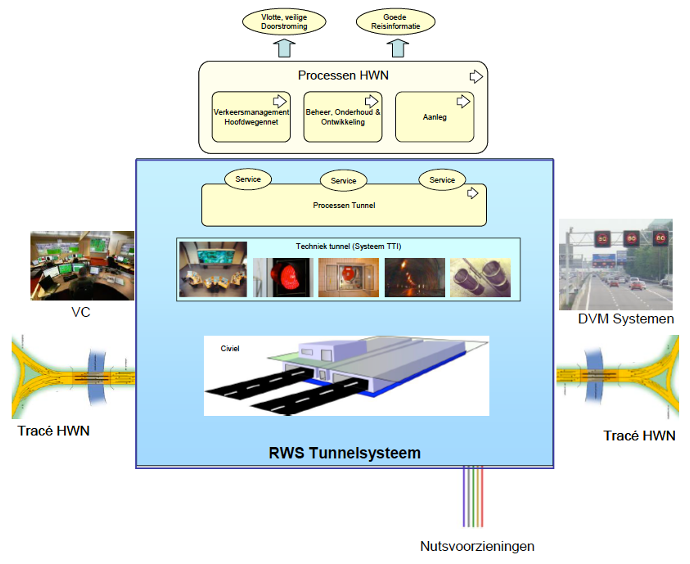 Vlotte, veilige
Doorstroming
Goede
Reisinformatie
Processen HWN
Verkeersmanagement
Hoofdwegennet
Beheer, Onderhoud &
Ontwikkeling
Aanleg
Service
Service
Service
Processen Tunnel
Techniek tunnel (Systeem TTI)
VC
DVM Systemen
Civiel
Tracé HWN
Tracé HWN
RWS Tunnelsysteem
Nutsvoorzieningen